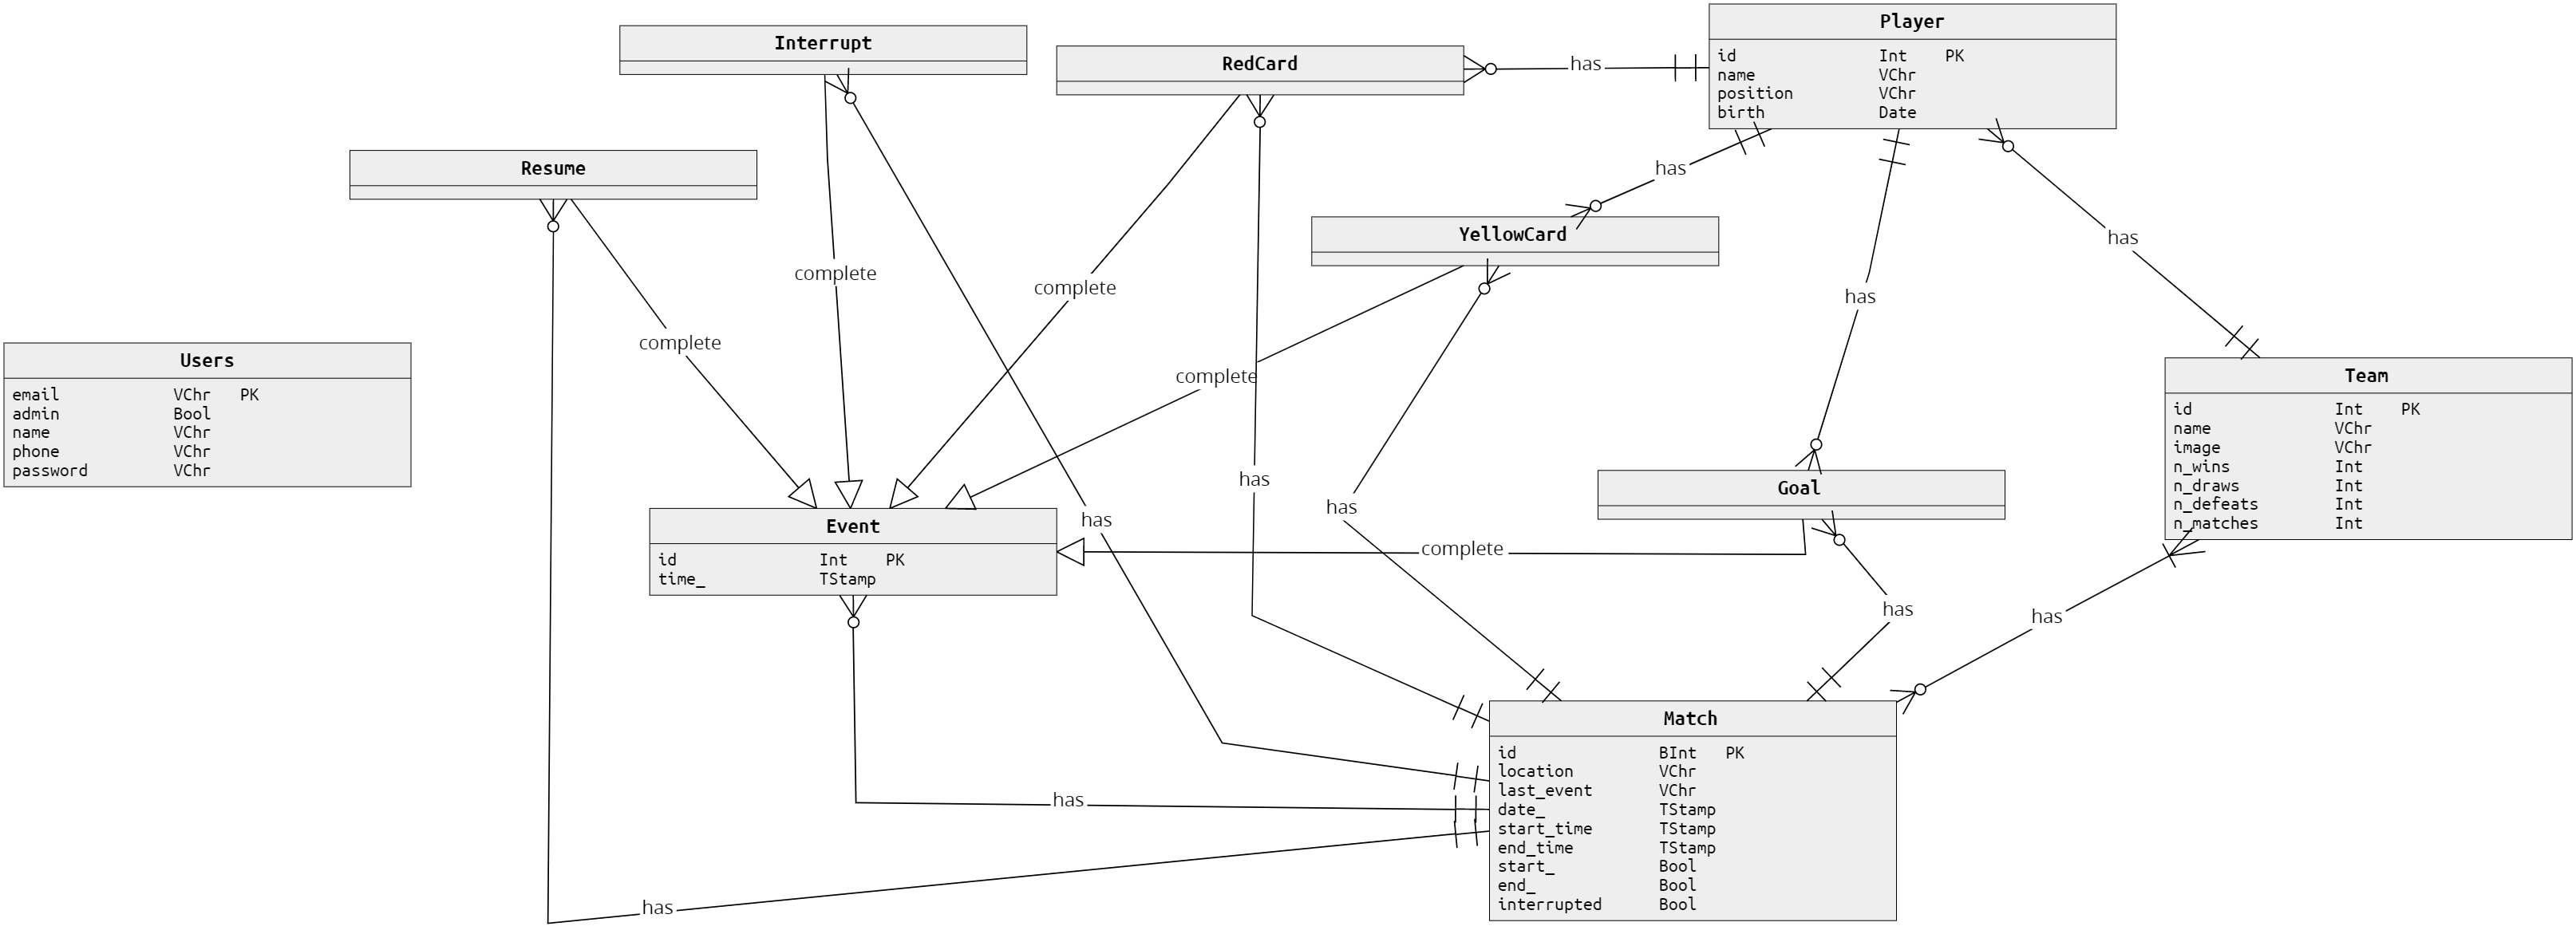 Player
id Int PK
name VChr
position VChr
birth Date
Interrupt
RedCard
has
Resume
has
YellowCard
has
complete
complete
has
complete
Users
email VChr PK
admin Bool
name VChr
phone VChr
password VChr
complete
Team
id Int PK
name VChr
image VChr
n_wins Int
n_draws Int
n_defeats Int
n_matches Int
has
has
Goal
has
Event
id Int PK
time_ TStamp
complete
has
has
Match
id BInt PK
location VChr
last_event VChr
date_ TStamp
start_time TStamp
end_time TStamp
start_ Bool
end_ Bool
interrupted Bool
has
has